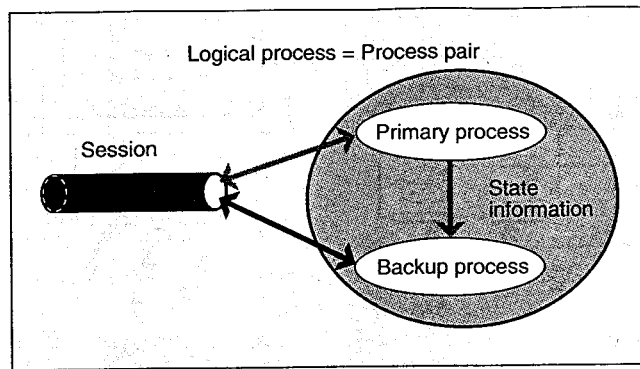 Logical process = Process pair
Primary process
Session
State
information
Backup process